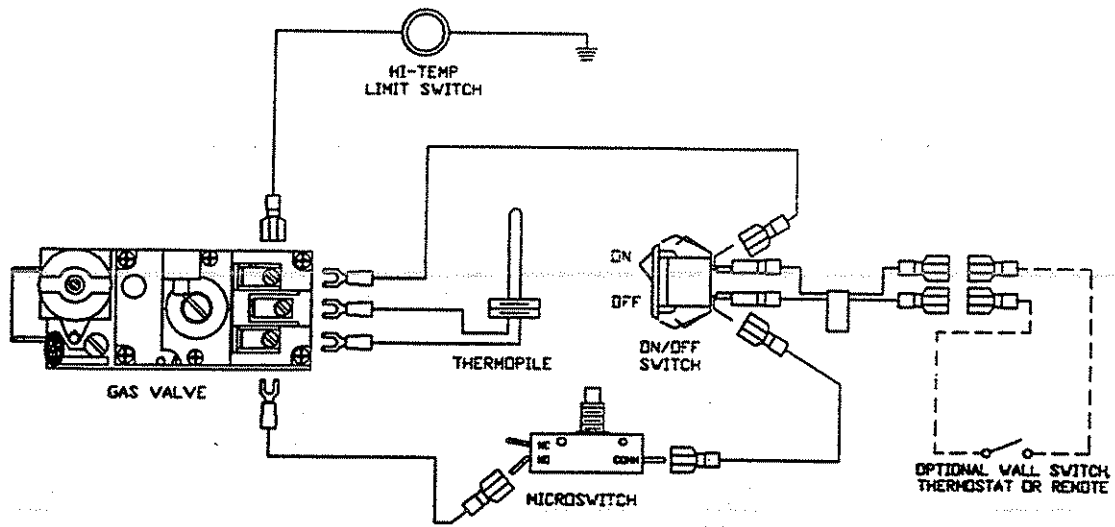 HI-TEMP
LIMIT SWITCH
ON
OFF
ON/OFF
SWITCH
THERMOPILE
GAS VALVE
NC
NO
COMM
MICROSWITCH
OPTIONAL WALL SWITCH,
THERMOSTAT OR REMOTE